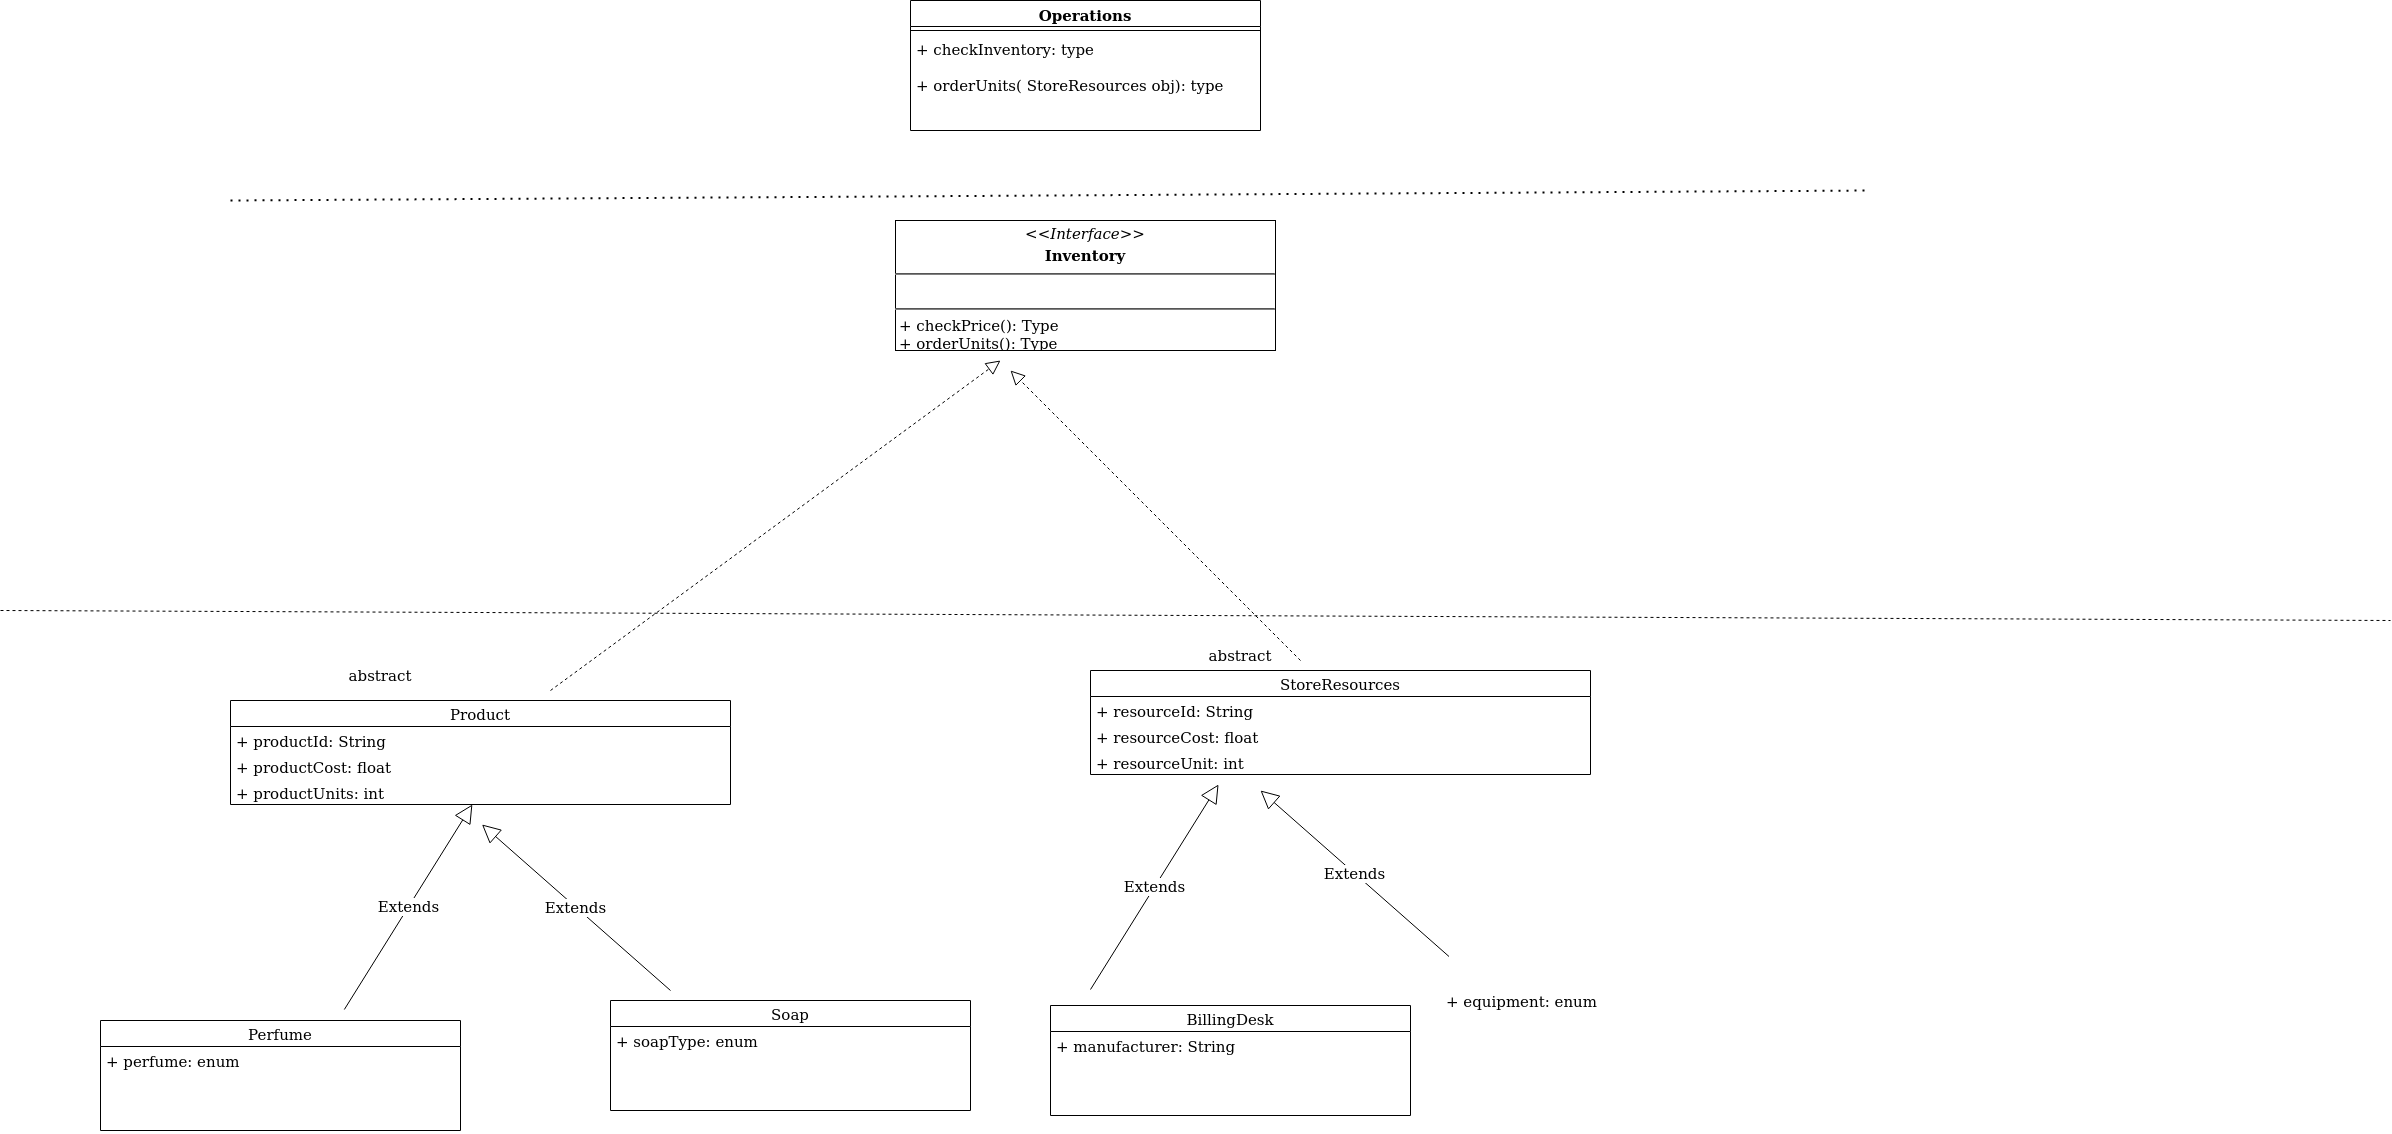 Operations
+ checkInventory: type
+ orderUnits( StoreResources obj): type
<<Interface>>
Inventory
+ checkPrice(): Type
+ orderUnits(): Type
abstract
Product
+ productId: String
+ productCost: float
+ productUnits: int
abstract
StoreResources
+ resourceId: String
+ resourceCost: float
+ resourceUnit: int
Extends
Extends
Extends
Extends
Perfume
+ perfume: enum
Soap
+ soapType: enum
BillingDesk
+ manufacturer: String
+ equipment: enum